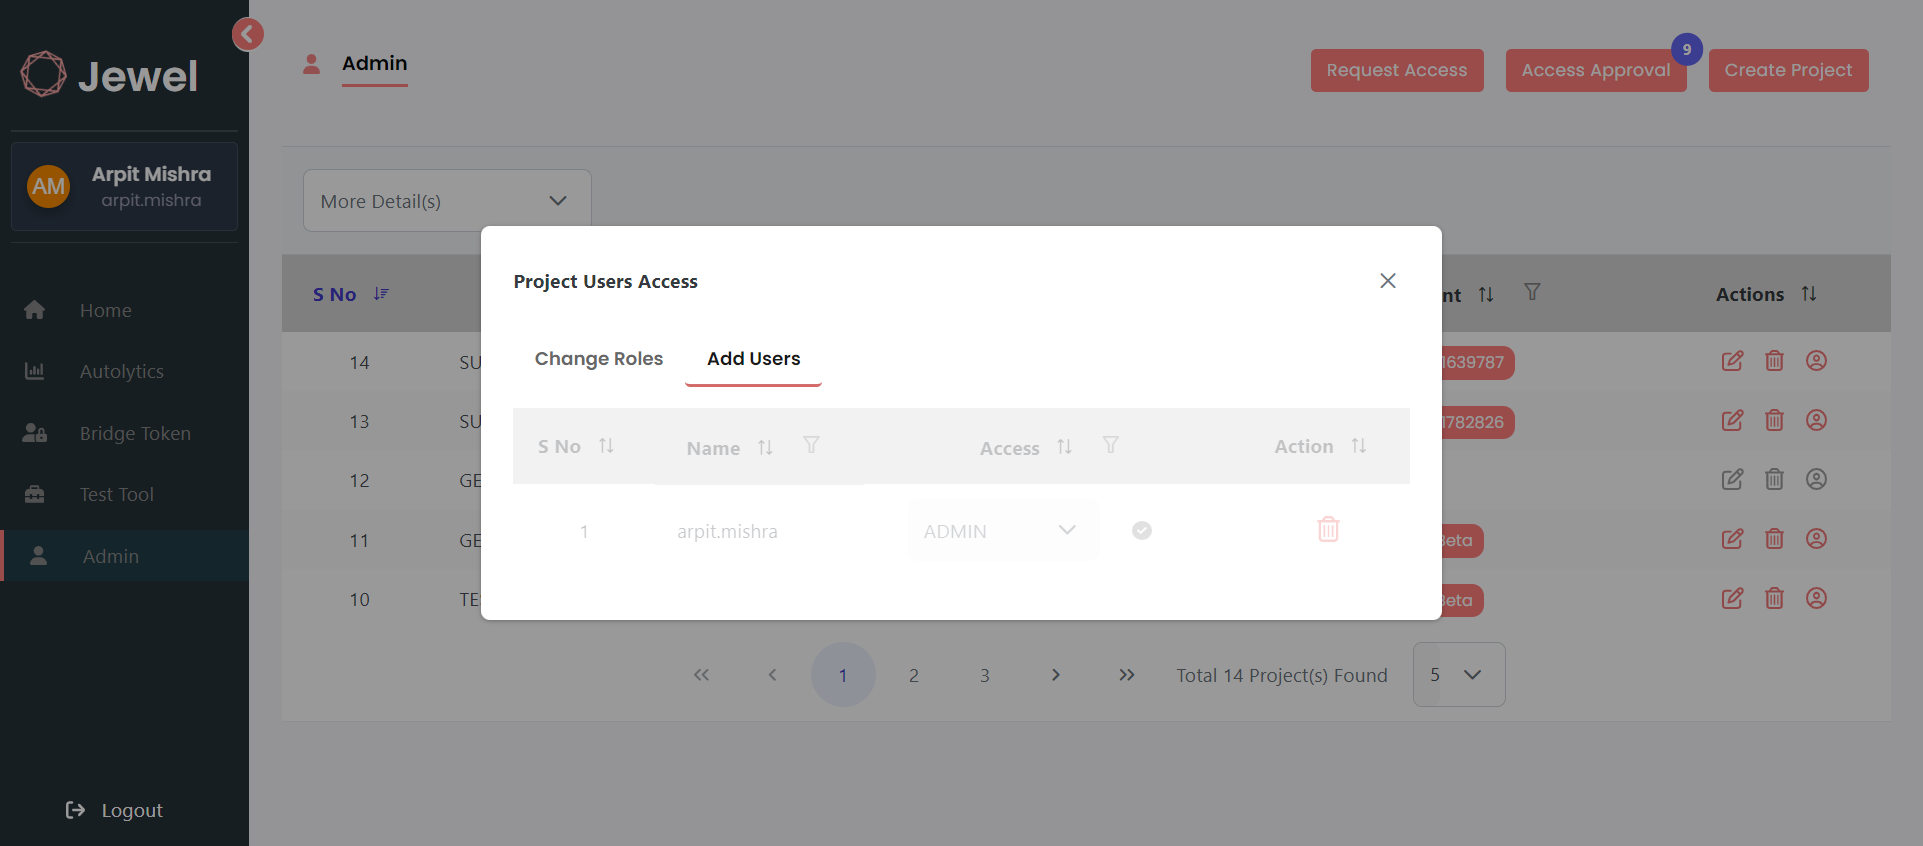 Jewel
AM
Arpit Mishra
arpit.mishra
Home
Autolytics
Bridge Token
Test Tool
Admin
Logout
Admin
Request Access
Access Approval
9
Create Project
More Detail(s)
S No
nt
Actions
14
SU
1639787
13
SU
1782826
12
GE
11
GE
Beta
10
TE
Beta
Project Users Access
Change Roles
Add Users
S No
Name
Access
Action
1
arpit.mishra
ADMIN
1
2
3
Total 14 Project(s) Found
5